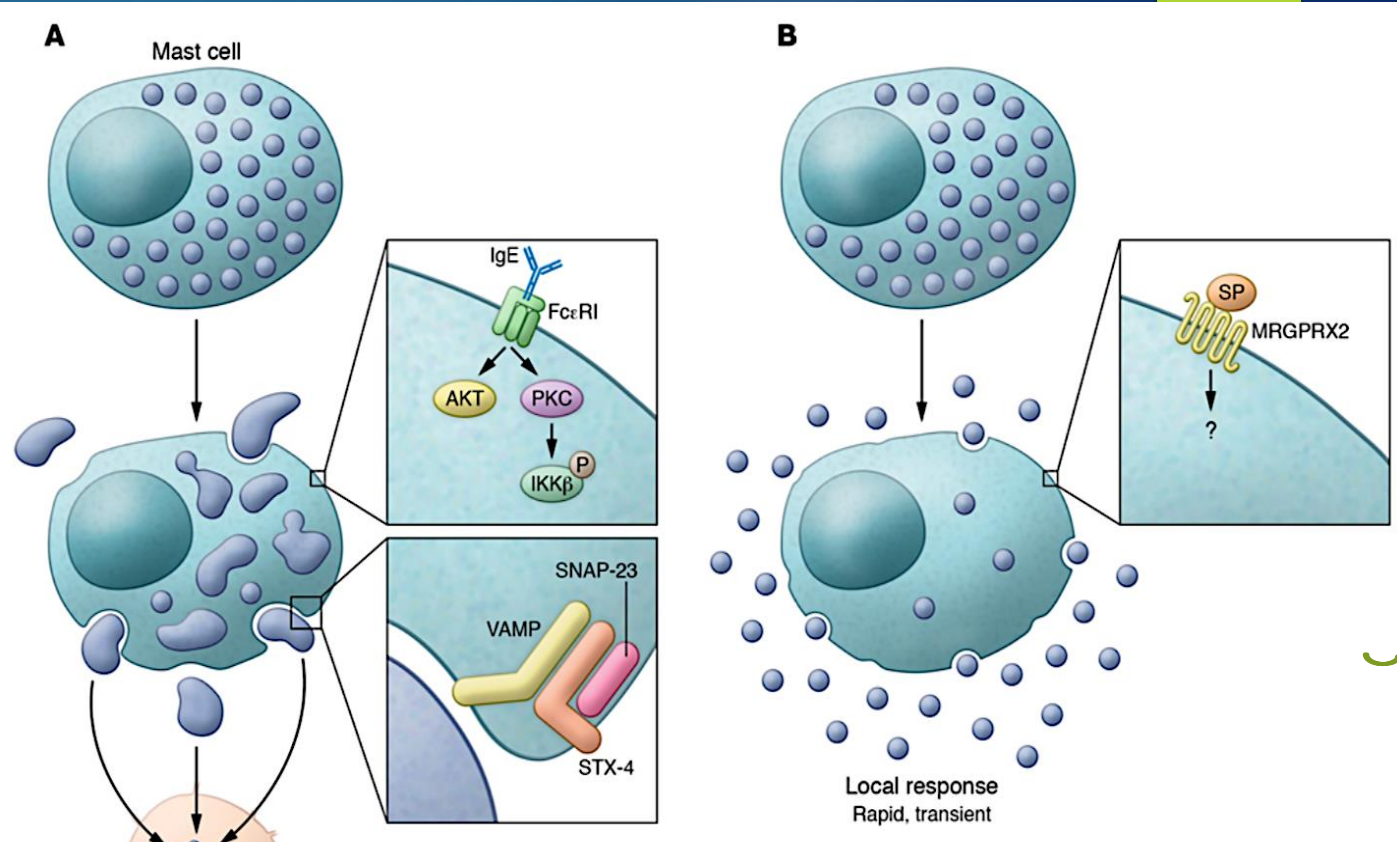 A
Mast cell
IgE
FcεRI
AKT
PKC
P
IKKβ
SNAP-23
VAMP
STX-4
B
SP
MRGPRX2
?
Local response
Rapid, transient